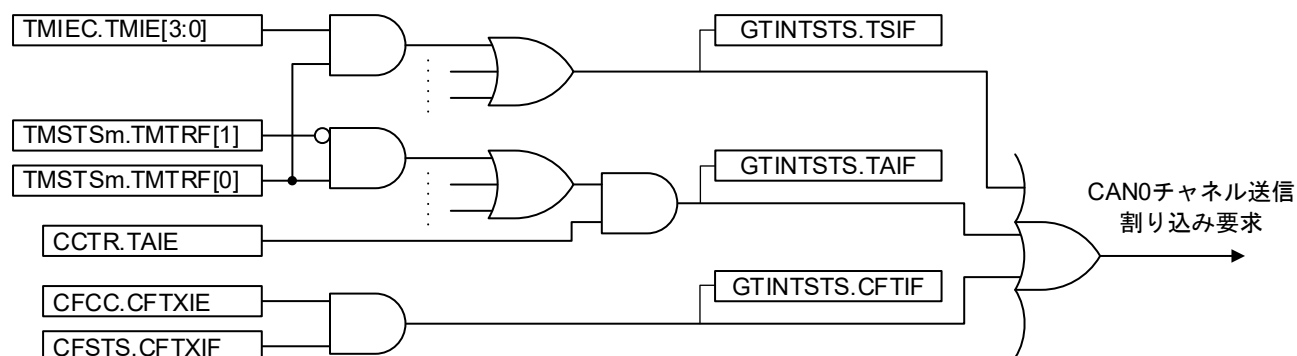 TMIEC.TMIE[3:0]
GTINTSTS.TSIF
TMSTSm.TMTRF[1]
TMSTSm.TMTRF[0]
GTINTSTS.TAIF
CAN0チャネル送信
割り込み要求
CCTR.TAIE
GTINTSTS.CFTIF
CFCC.CFTXIE
CFSTS.CFTXIF